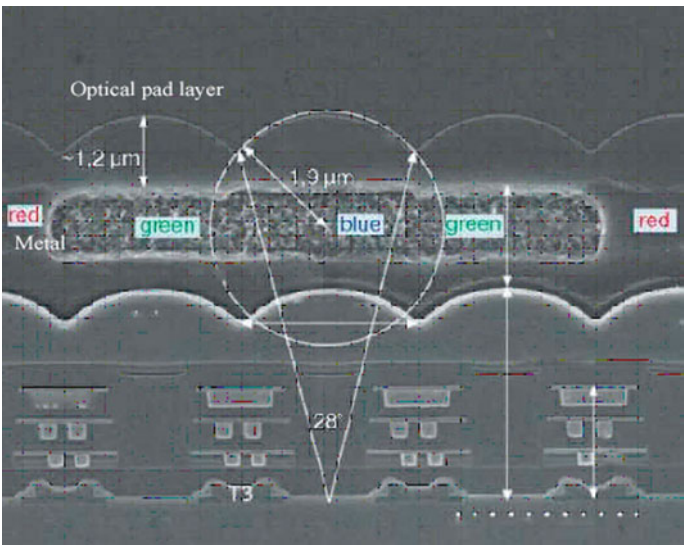 Optical pad layer
~1,2 µm
1,9 µm
red
green
blue
green
red
Metal
28°
T3